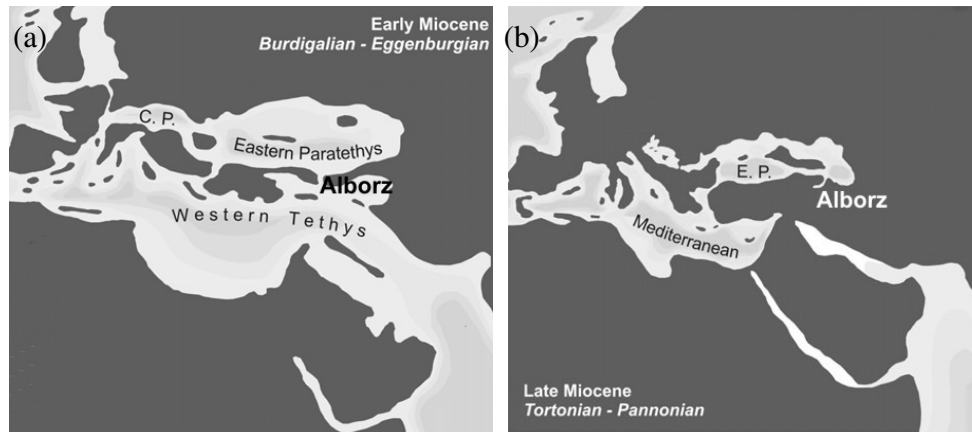 (a)
Early Miocene
Burdigalian - Eggenburgian
C. P.
Eastern Paratethys
Alborz
Western Tethys
(b)
E. P.
Alborz
Mediterranean
Late Miocene
Tortonian - Pannonian